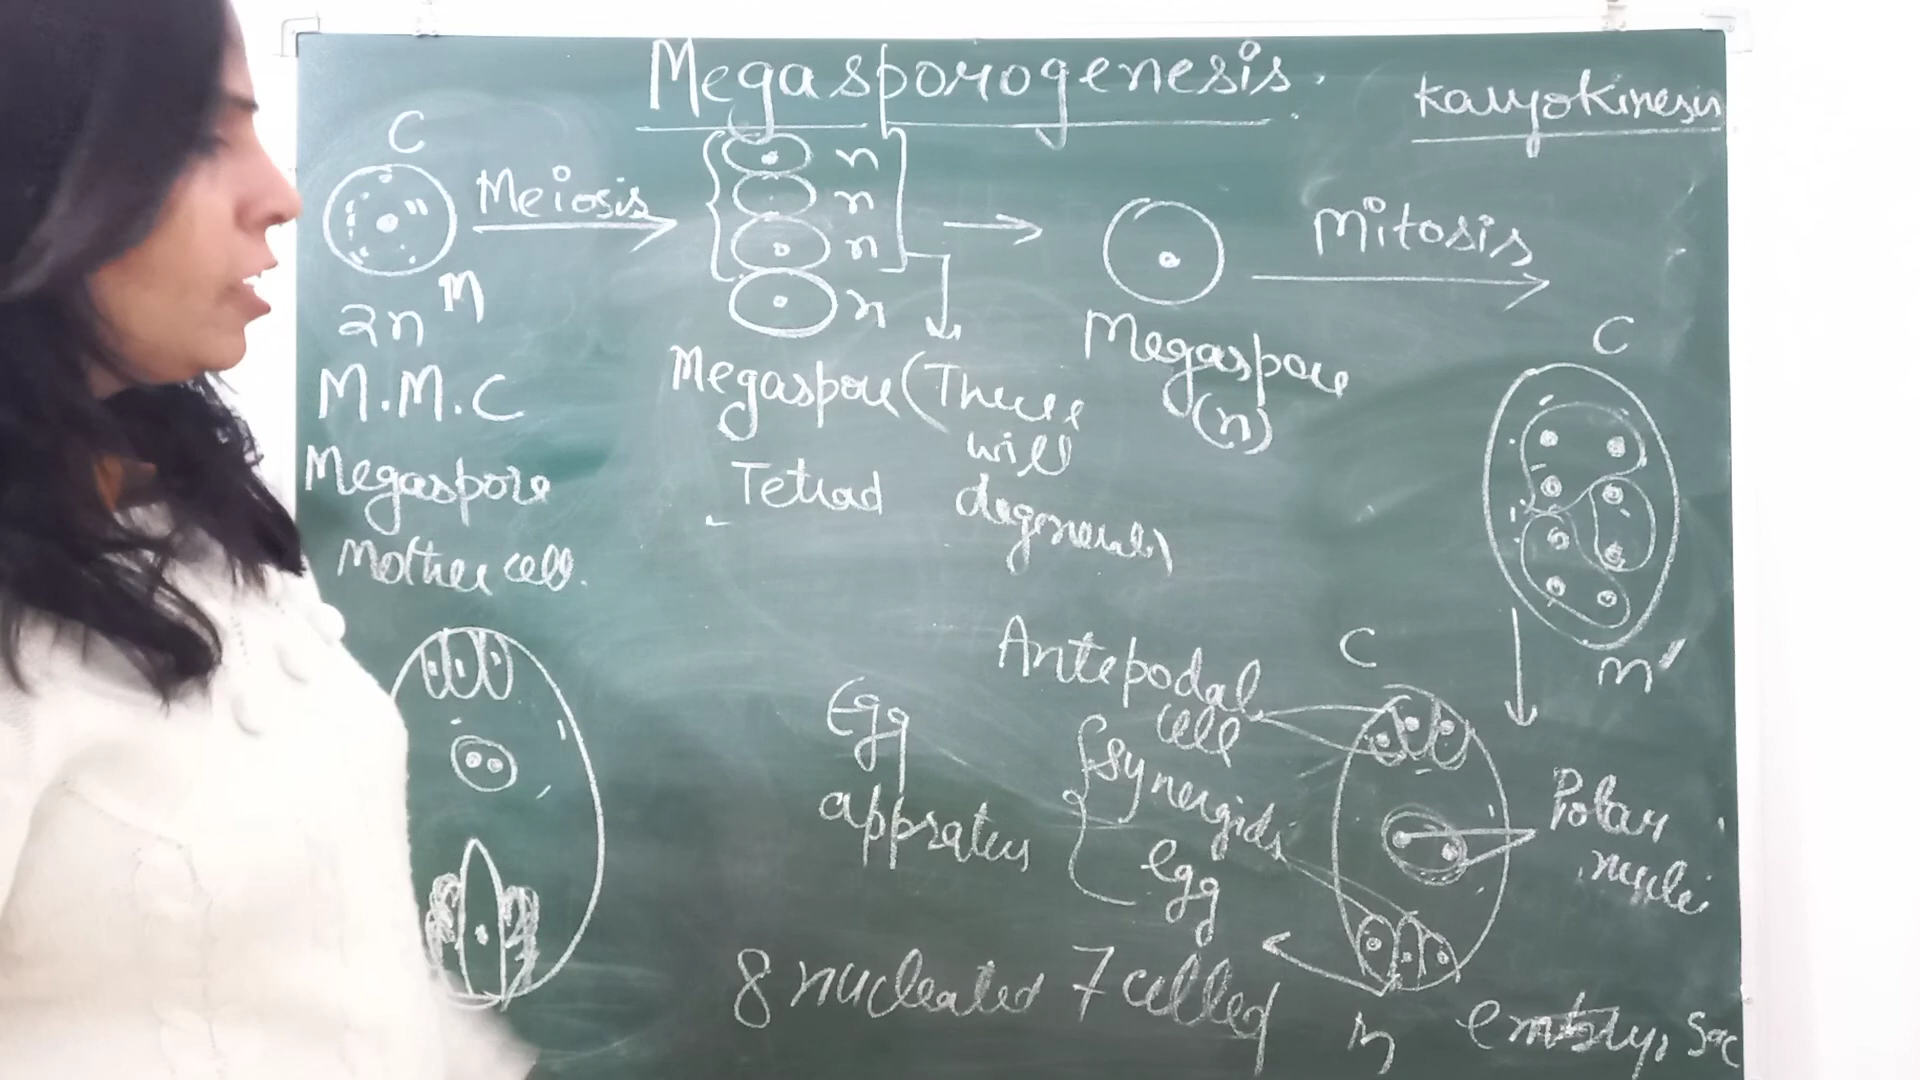 Megasporogenesis.
Karyokinesis
C
Meiosis
n
n
n
n
Mitosis
M
2n
M.M.C
Megaspore
Mother cell.
Megaspore
Tetrad
(Three
will
degenerate)
Megaspore
(n)
C
M
Antepodal
cell
C
Egg
appratus
synergids
egg
Polar
nuclei
8 nucleated 7 celled
M
embryo sac